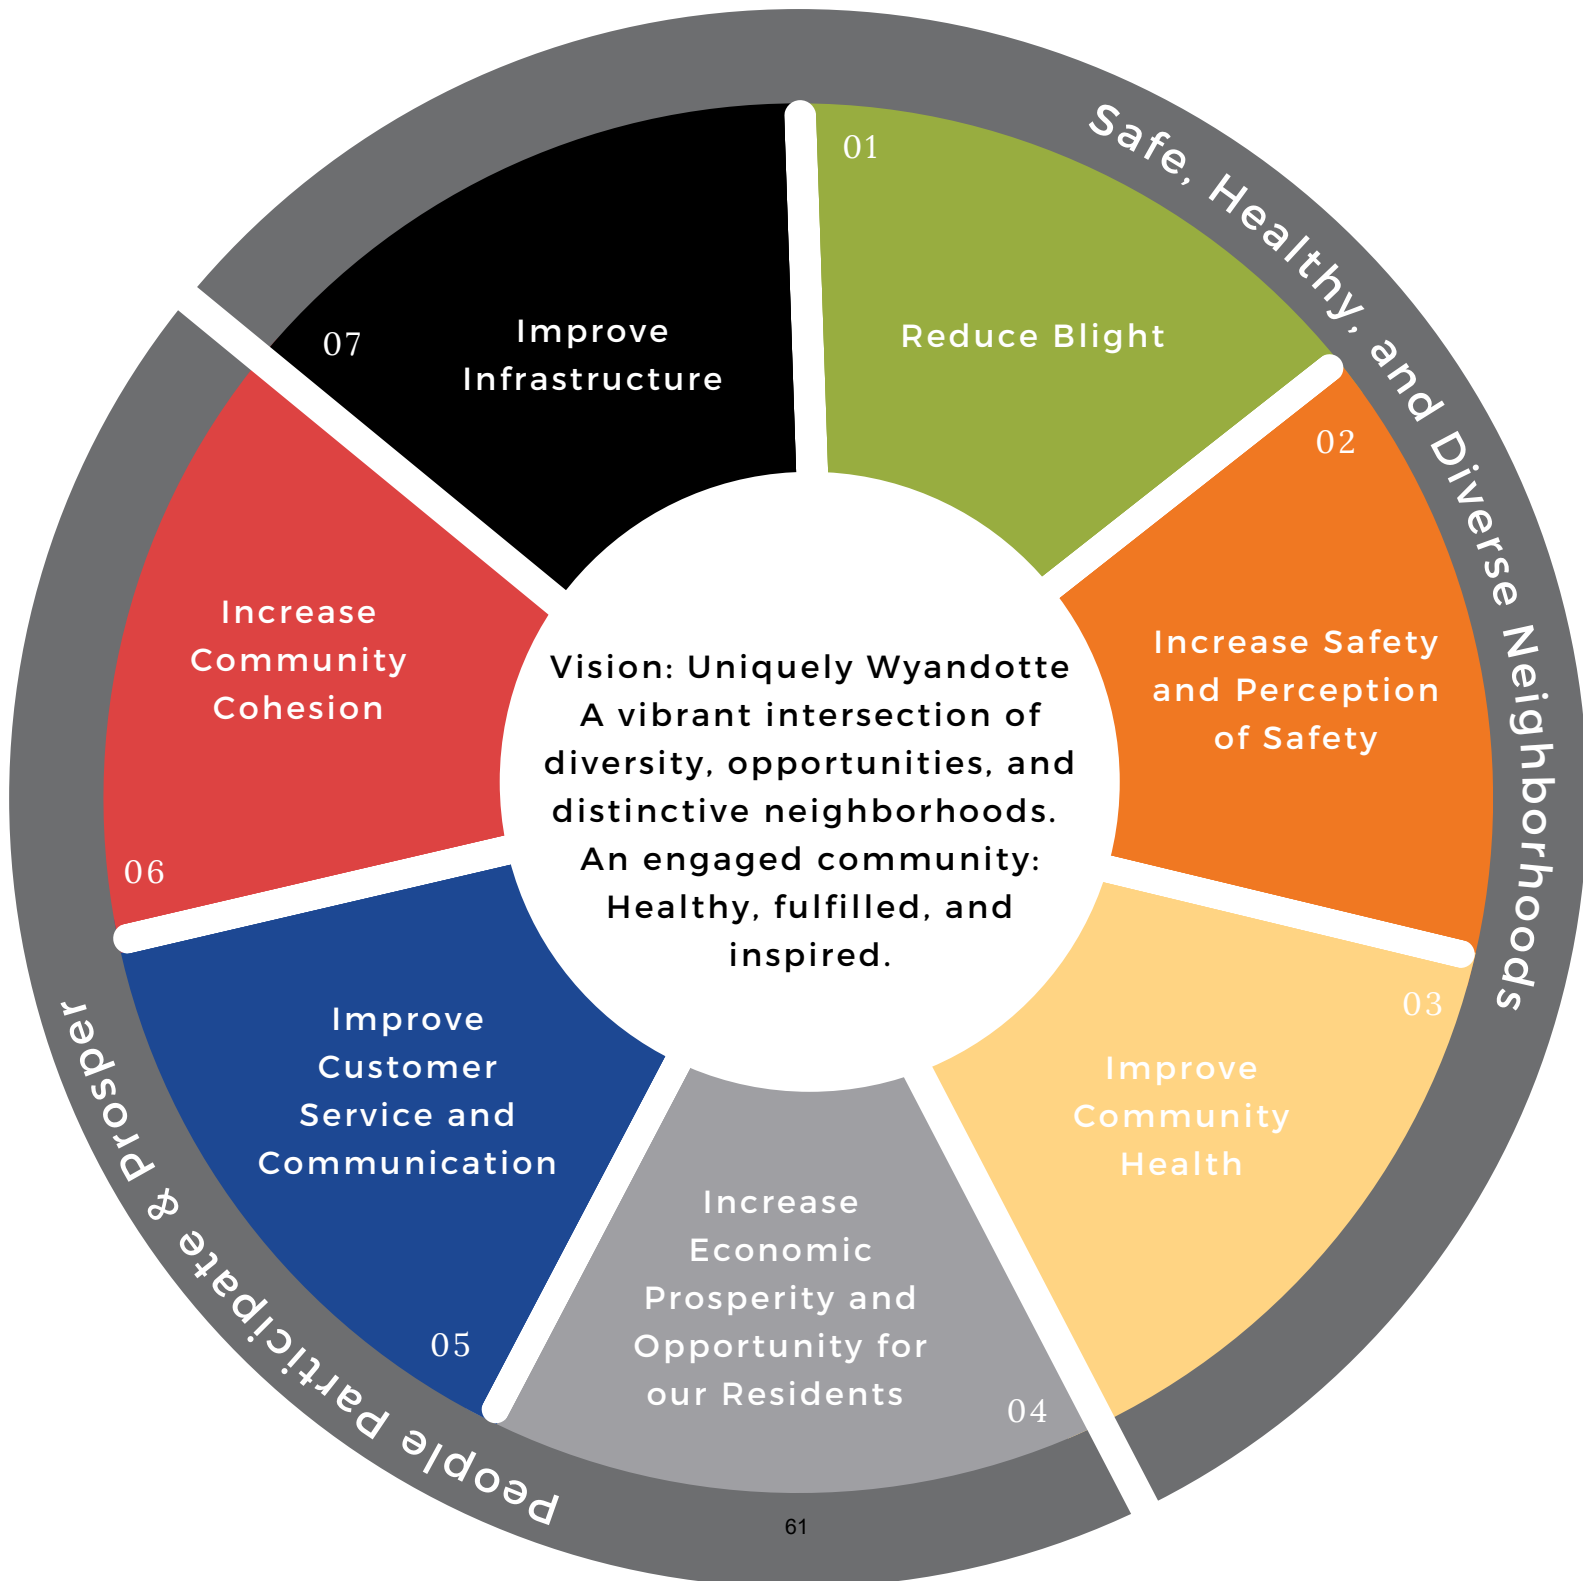 Safe, Healthy, and Diverse Neighborhoods
01
Reduce Blight
02
Increase Safety
and Perception
of Safety
03
Improve
Community
Health
04
Increase
Economic
Prosperity and
Opportunity for
our Residents
05
Improve
Customer
Service and
Communication
06
Increase
Community
Cohesion
07
Improve
Infrastructure
People Participate & Prosper
Vision: Uniquely Wyandotte
A vibrant intersection of
diversity, opportunities, and
distinctive neighborhoods.
An engaged community:
Healthy, fulfilled, and
inspired.
61